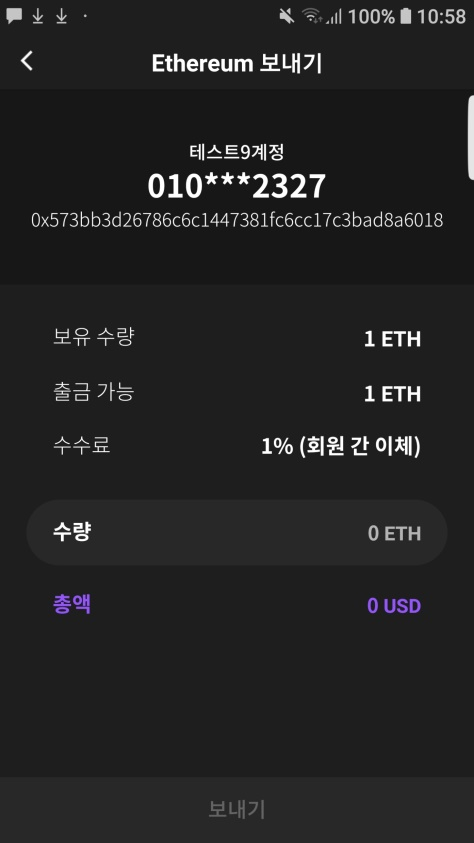 100% 10:58
Ethereum 보내기
테스트9계정
010***2327
0x573bb3d26786c6c1447381fc6cc17c3bad8a6018
보유 수량 1 ETH
출금 가능 1 ETH
수수료 1% (회원 간 이체)
수량 0 ETH
총액 0 USD
보내기